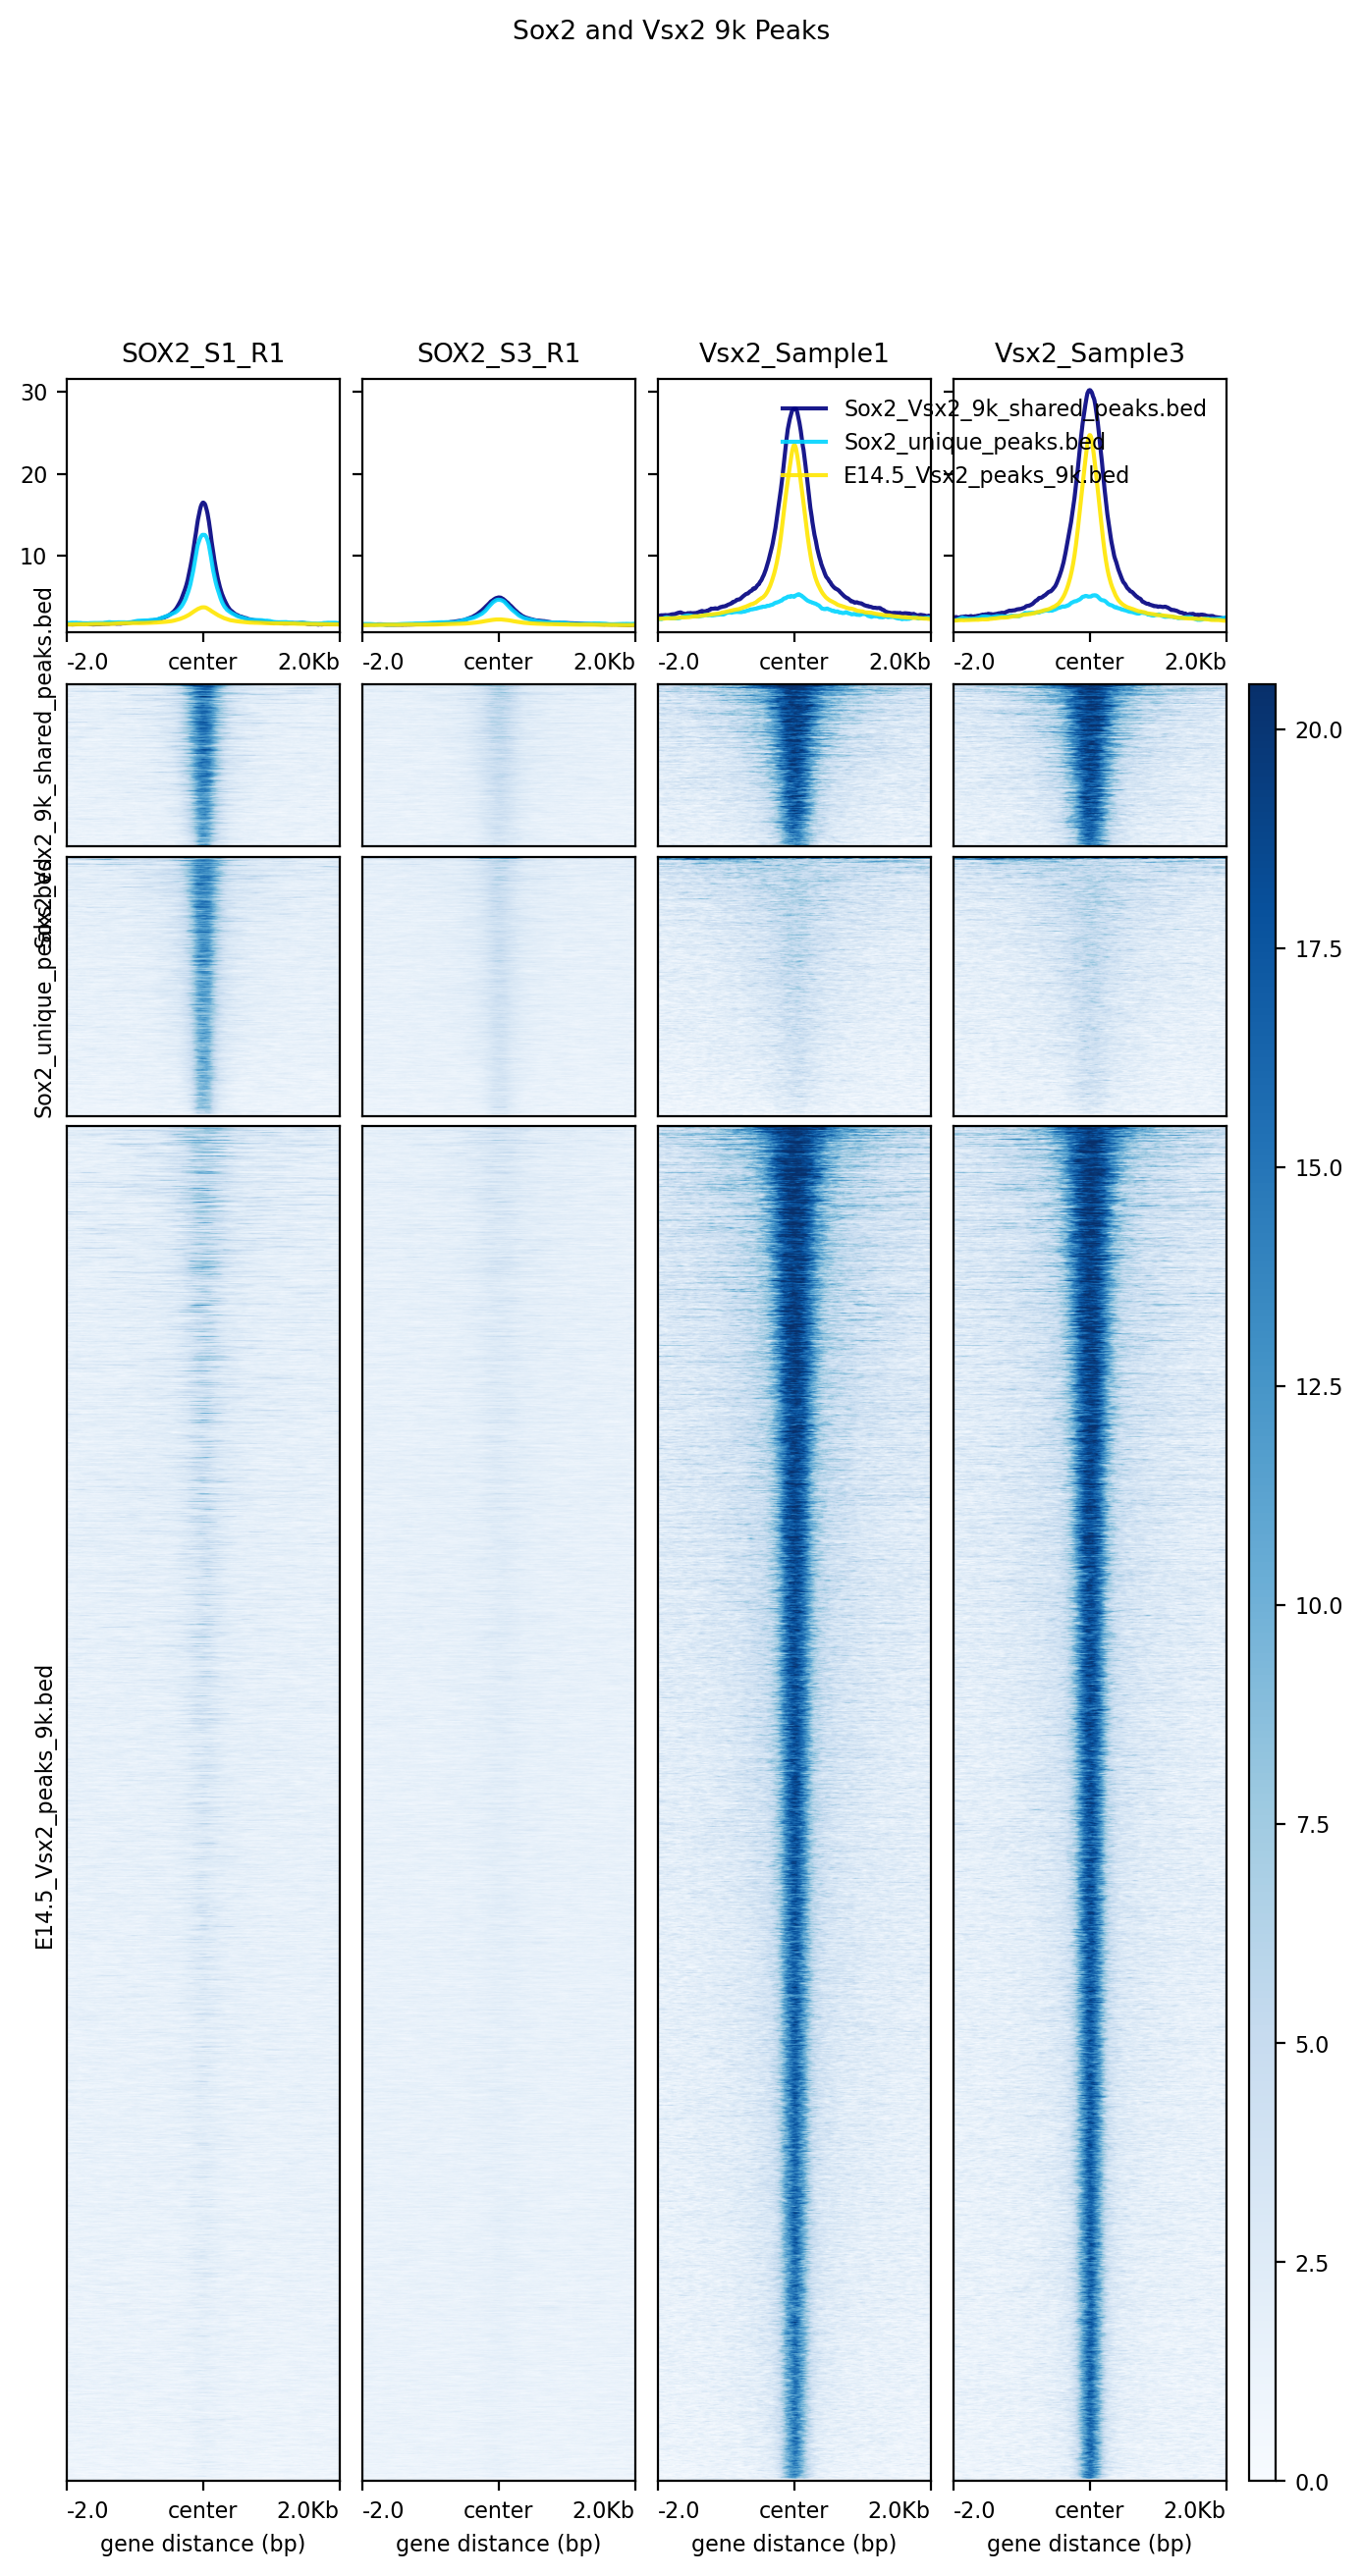 Sox2 and Vsx2 9k Peaks
SOX2_S1_R1 SOX2_S3_R1 Vsx2_Sample1 Vsx2_Sample3
30
20
10
Sox2_Vsx2_9k_shared_peaks.bed
Sox2_unique_peaks.bed
E14.5_Vsx2_peaks_9k.bed
-2.0 center 2.0Kb -2.0 center 2.0Kb -2.0 center 2.0Kb -2.0 center 2.0Kb
Sox2_Vsx2_9k_shared_peaks.bed
Sox2_unique_peaks.bed
E14.5_Vsx2_peaks_9k.bed
20.0
17.5
15.0
12.5
10.0
7.5
5.0
2.5
0.0
-2.0 center 2.0Kb -2.0 center 2.0Kb -2.0 center 2.0Kb -2.0 center 2.0Kb
gene distance (bp) gene distance (bp) gene distance (bp) gene distance (bp)